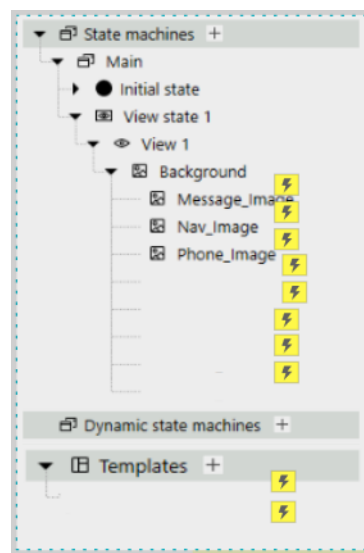 State machines +
Main
Initial state
View state 1
View 1
Background
Message_Image
Nav_Image
Phone_Image
Dynamic state machines +
Templates +